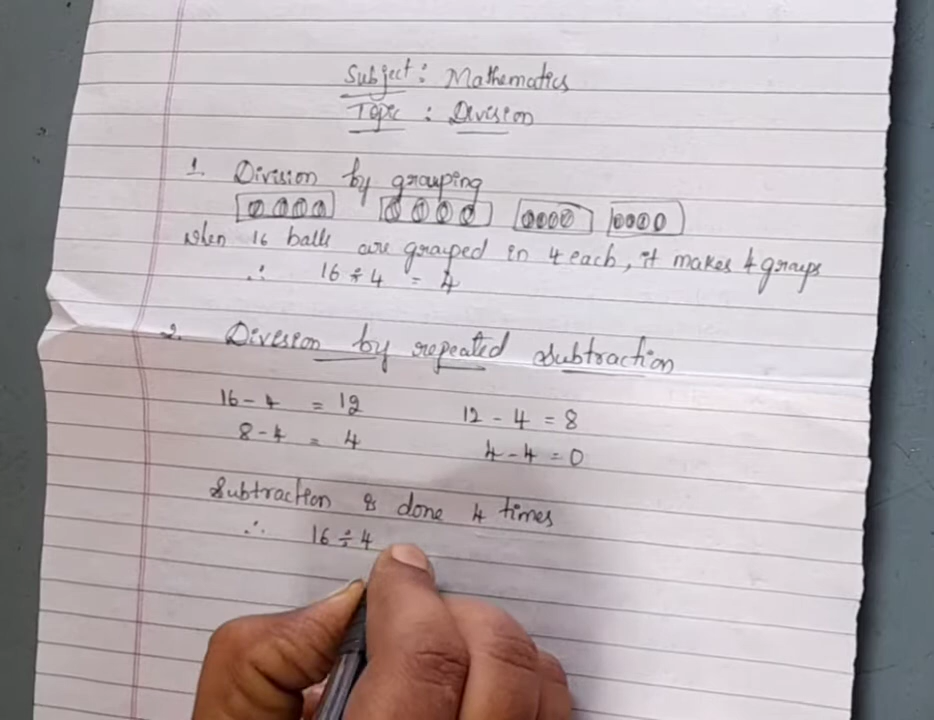 Subject: Mathematics
Topic : Division
1. Division by grouping
when 16 balls are grouped in 4 each, it makes 4 groups
∴ 16 ÷ 4 = 4
2. Division by repeated subtraction
16 - 4 = 12 12 - 4 = 8
8 - 4 = 4 4 - 4 = 0
Subtraction is done 4 times
∴ 16 ÷ 4